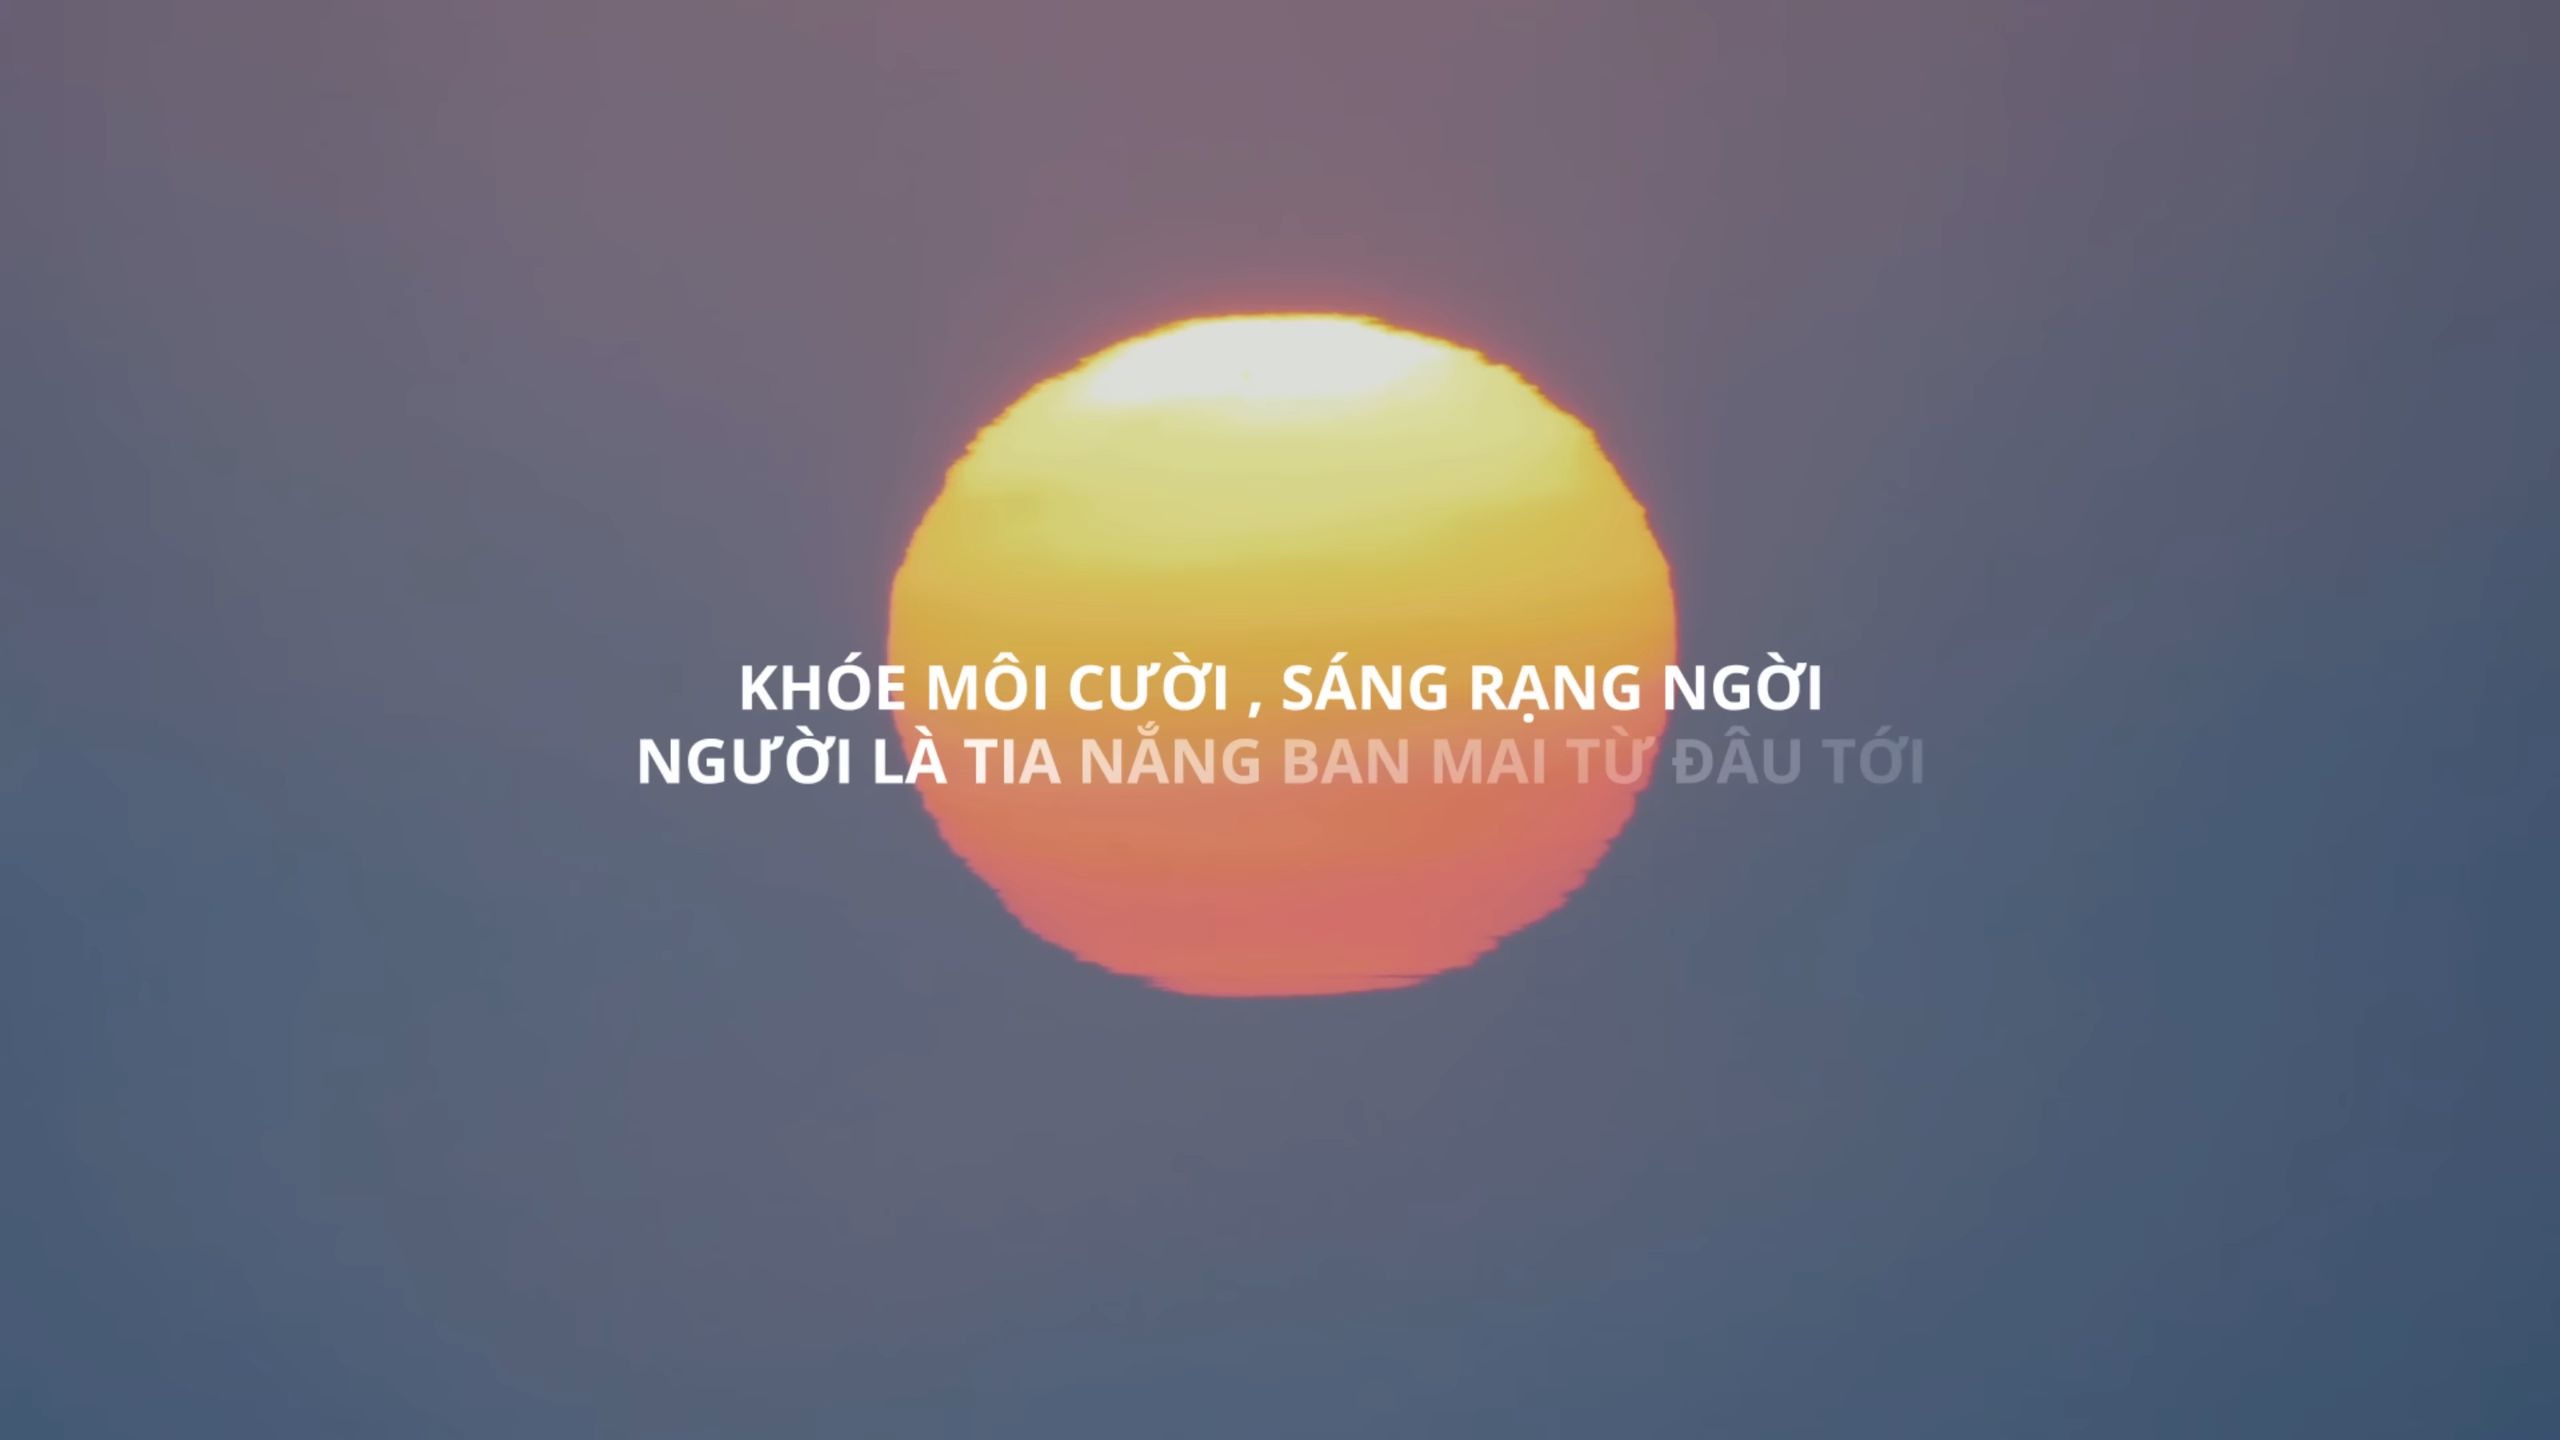 KHÓE MÔI CƯỜI , SÁNG RẠNG NGỜI
NGƯỜI LÀ TIA NẮNG BAN MAI TỪ ĐÂU TỚI